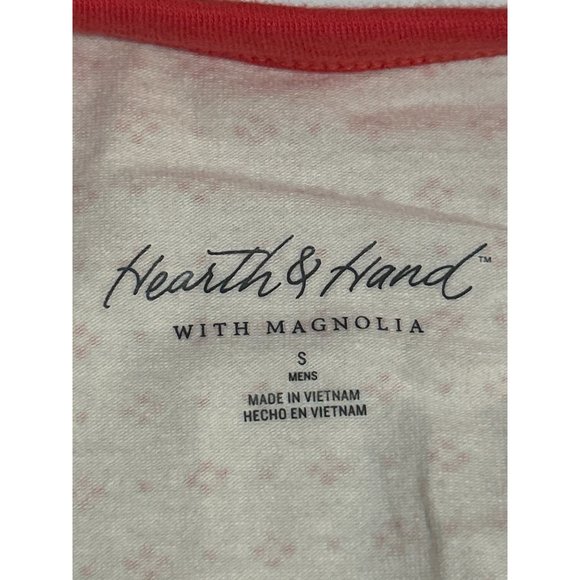 Hearth & Hand™
WITH MAGNOLIA
S
MENS
MADE IN VIETNAM
HECHO EN VIETNAM